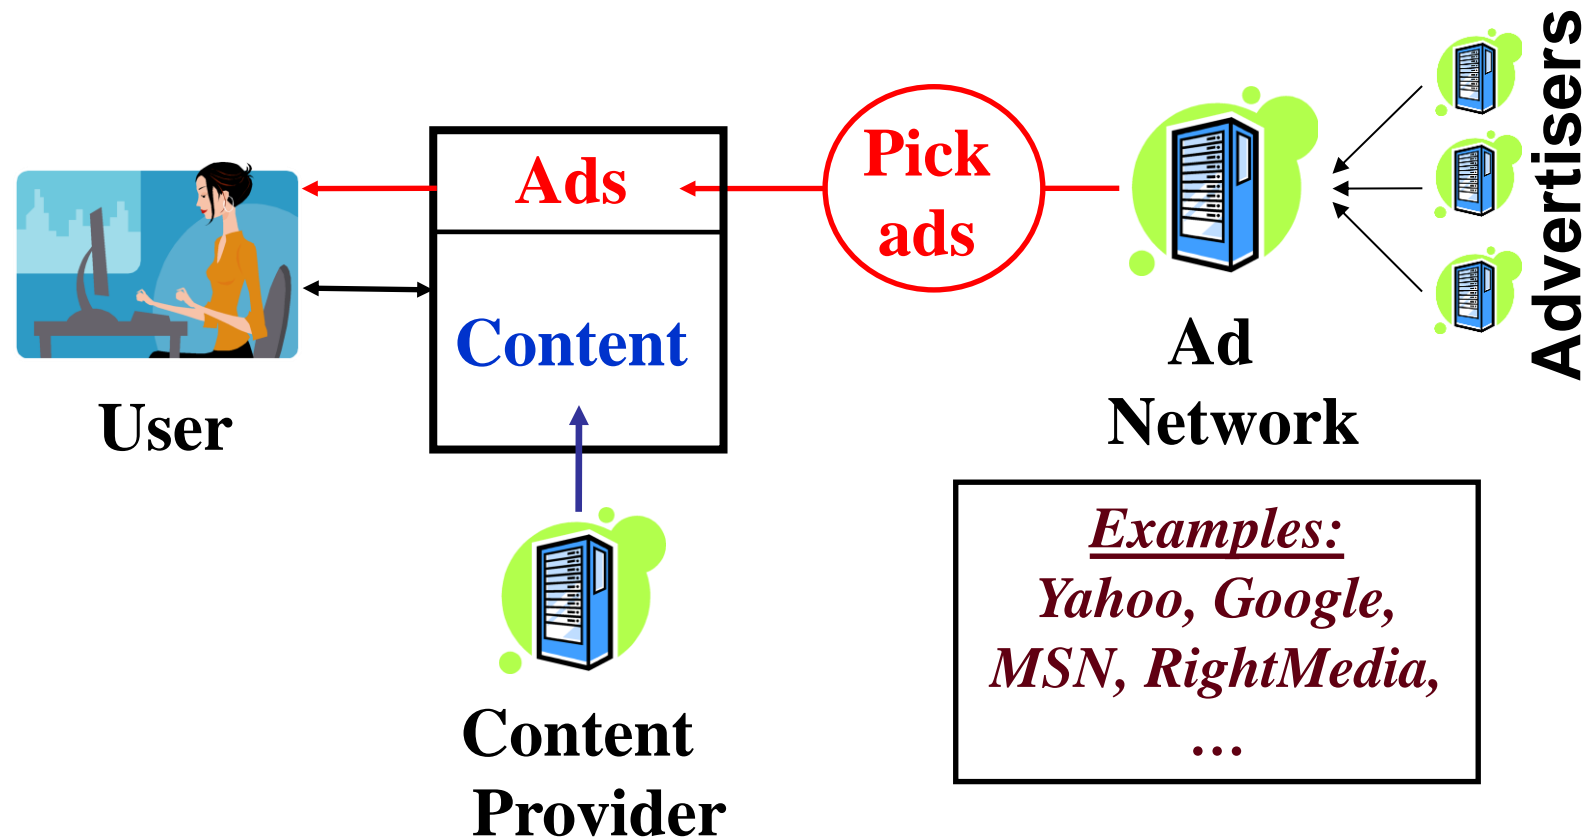 Ads
Content
User
Pick
ads
Ad
Network
Advertisers
Examples:
Yahoo, Google,
MSN, RightMedia,
...
Content
Provider